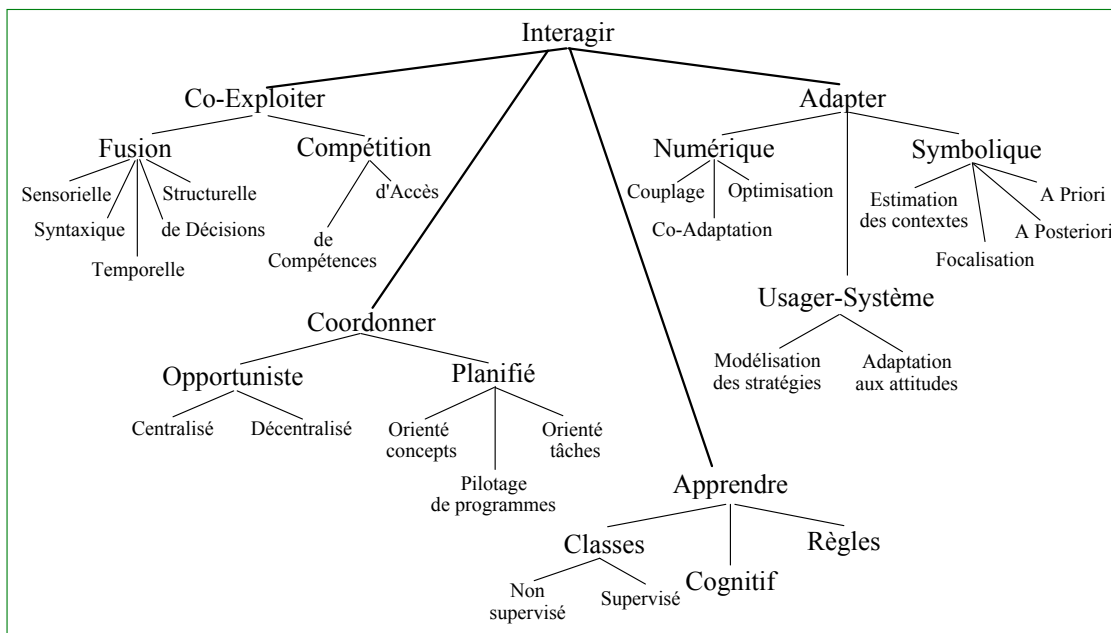 Interagir
Co-Exploiter
Adapter
Fusion
Compétition
Numérique
Symbolique
Sensorielle
Structurelle
d'Accès
Couplage
Optimisation
Estimation
des contextes
A Priori
Syntaxique
de Décisions
Co-Adaptation
A Posteriori
de
Compétences
Temporelle
Focalisation
Usager-Système
Coordonner
Modélisation
des stratégies
Adaptation
aux attitudes
Opportuniste
Planifié
Centralisé
Décentralisé
Orienté
concepts
Orienté
tâches
Pilotage
de programmes
Apprendre
Classes
Règles
Cognitif
Non
supervisé
Supervisé